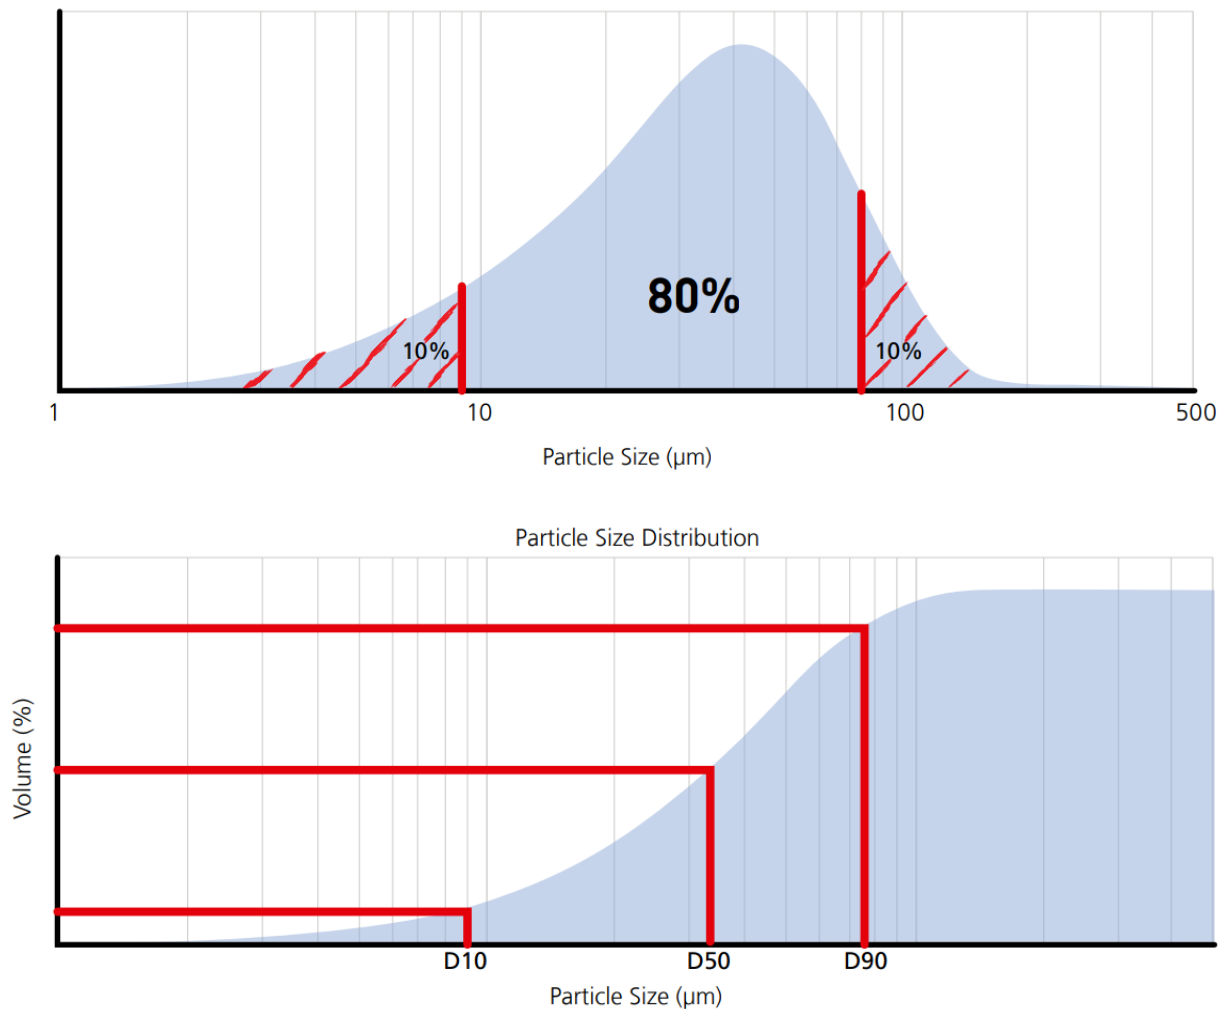 80%
10%
10%
1 10 100 500
Particle Size (µm)
Particle Size Distribution
Volume (%)
D10 D50 D90
Particle Size (µm)